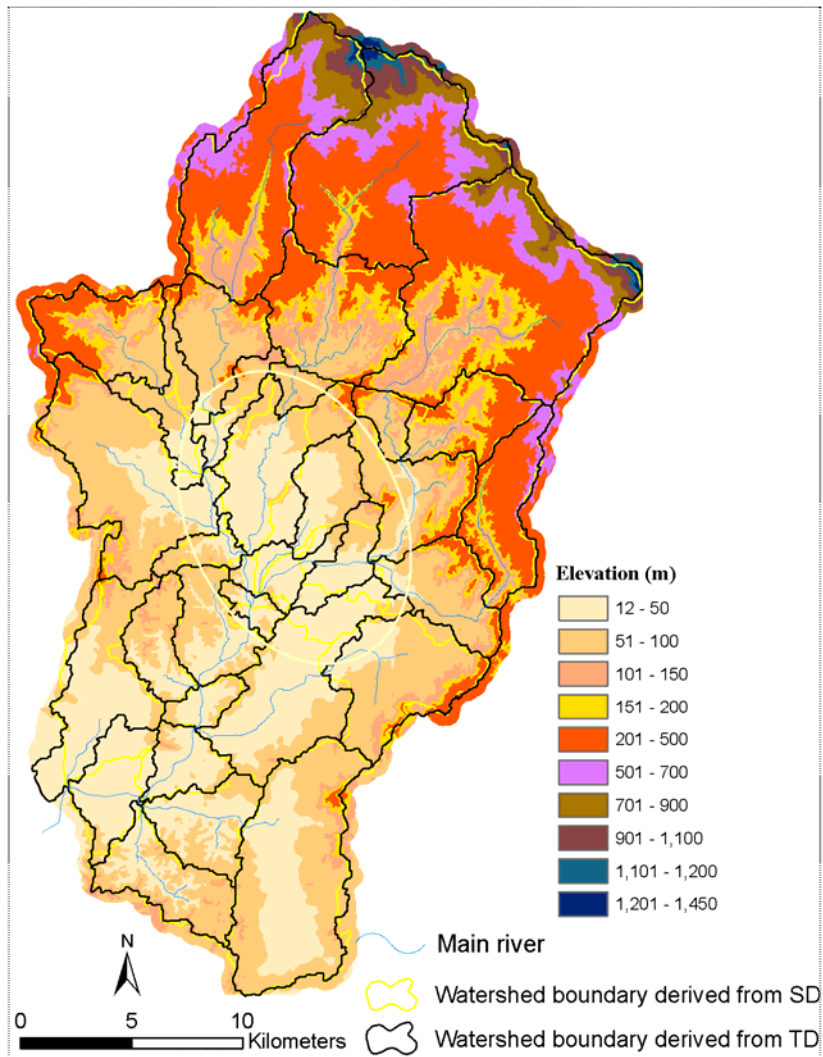 Elevation (m)
12 - 50
51 - 100
101 - 150
151 - 200
201 - 500
501 - 700
701 - 900
901 - 1,100
1,101 - 1,200
1,201 - 1,450
N
Main river
Watershed boundary derived from SD
0 5 10
Kilometers
Watershed boundary derived from TD